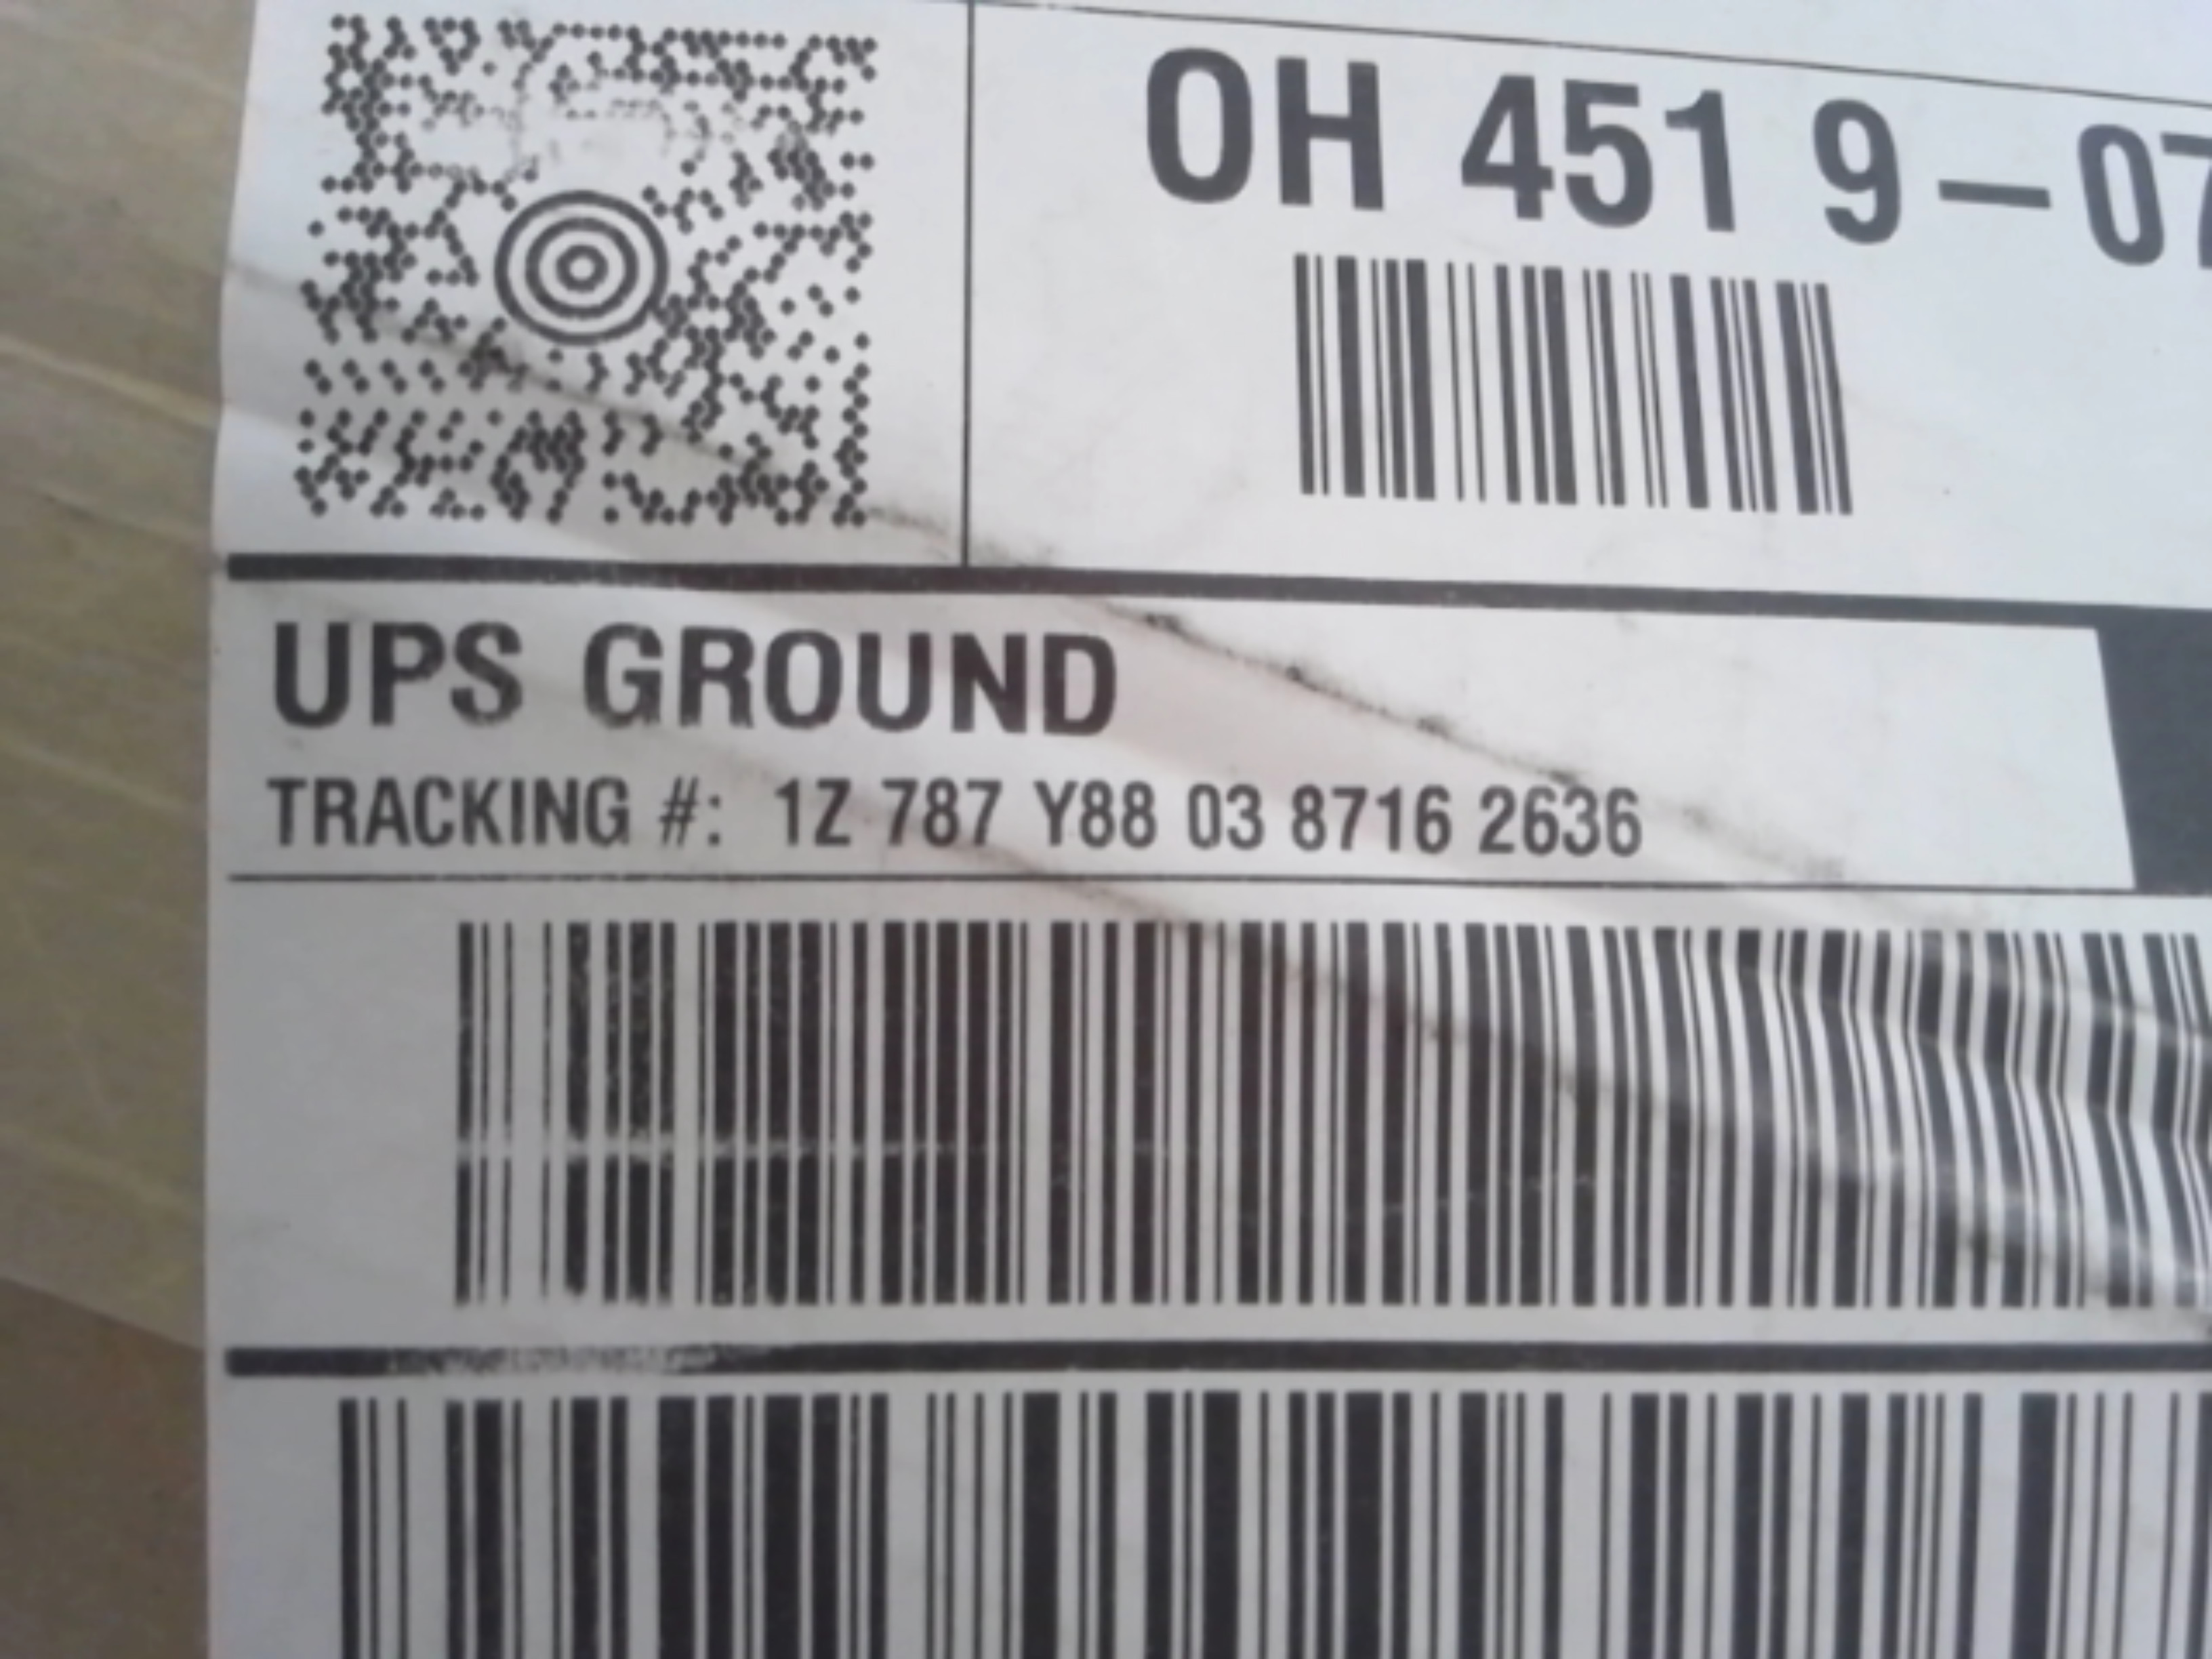 OH 451 9-07
UPS GROUND
TRACKING #: 1Z 787 Y88 03 8716 2636